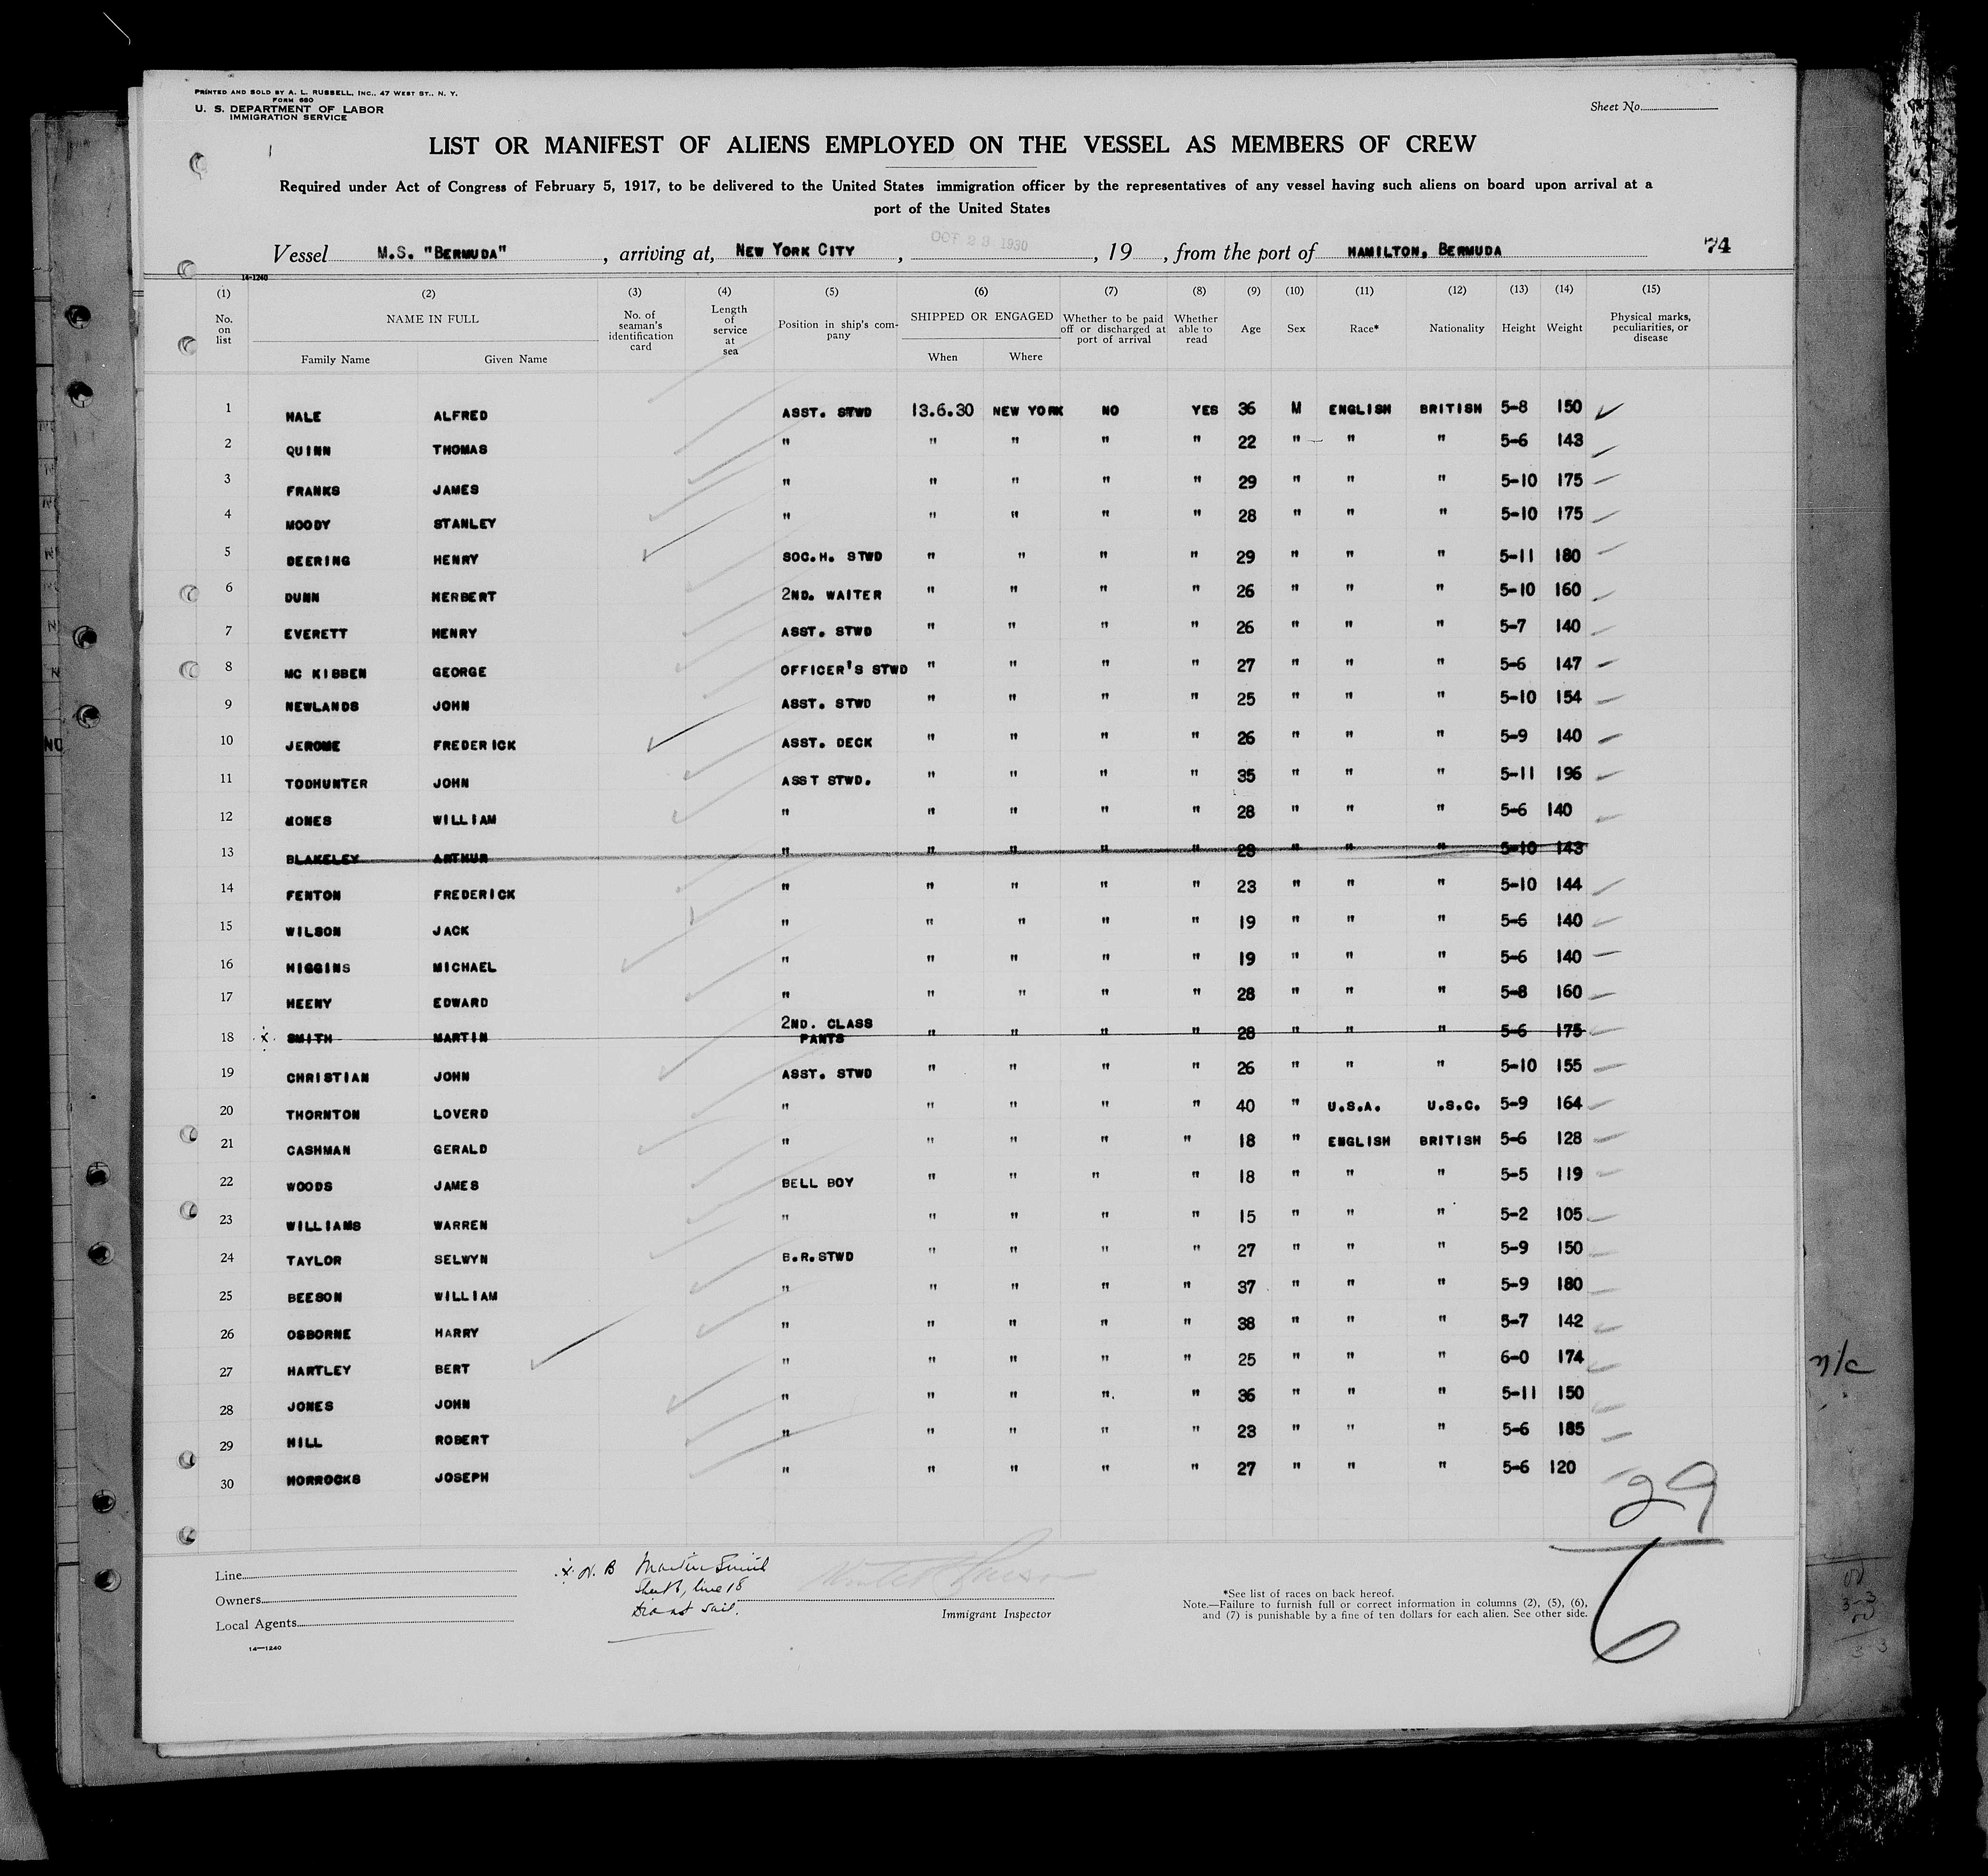 PRINTED AND SOLD BY A. L. RUSSELL, INC., 47 WEST ST., N. Y.
FORM 680
U. S. DEPARTMENT OF LABOR
IMMIGRATION SERVICE
Sheet No.
LIST OR MANIFEST OF ALIENS EMPLOYED ON THE VESSEL AS MEMBERS OF CREW
Required under Act of Congress of February 5, 1917, to be delivered to the United States immigration officer by the representatives of any vessel having such aliens on board upon arrival at a
port of the United States
Vessel M.S. "BERMUDA", arriving at, NEW YORK CITY, OCT 23 1930, 19 , from the port of HAMILTON, BERMUDA 74
14-1240
(1) (2) (3) (4) (5) (6) (7) (8) (9) (10) (11) (12) (13) (14) (15)
No. on list NAME IN FULL Family Name Given Name No. of seaman's identification card Length of service at sea Position in ship's company SHIPPED OR ENGAGED When Where Whether to be paid off or discharged at port of arrival Whether able to read Age Sex Race* Nationality Height Weight Physical marks, peculiarities, or disease
1 HALE ALFRED ASST. STWD 13.6.30 NEW YORK NO YES 36 M ENGLISH BRITISH 5-8 150
2 QUINN THOMAS " " " " " 22 " " " 5-6 143
3 FRANKS JAMES " " " " " 29 " " " 5-10 175
4 MOODY STANLEY " " " " " 28 " " " 5-10 175
5 DEERING HENRY SOC.H. STWD " " " " 29 " " " 5-11 180
6 DUNN HERBERT 2ND. WAITER " " " " 26 " " " 5-10 160
7 EVERETT HENRY ASST. STWD " " " " 26 " " " 5-7 140
8 MC KIBBEN GEORGE OFFICER'S STWD " " " " 27 " " " 5-6 147
9 NEWLANDS JOHN ASST. STWD " " " " 25 " " " 5-10 154
10 JEROME FREDERICK ASST. DECK " " " " 26 " " " 5-9 140
11 TODHUNTER JOHN ASST STWD. " " " " 35 " " " 5-11 196
12 MONES WILLIAM " " " " " 28 " " " 5-6 140
13 BLAKELEY ARTHUR " " " " " 28 " " " 5-10 143
14 FENTON FREDERICK " " " " " 23 " " " 5-10 144
15 WILSON JACK " " " " " 19 " " " 5-6 140
16 HIGGINS MICHAEL " " " " " 19 " " " 5-6 140
17 HEENY EDWARD " " " " " 28 " " " 5-8 160
18 x SMITH MARTIN 2ND. CLASS PANTS " " " " 28 " " " 5-6 175
19 CHRISTIAN JOHN ASST. STWD " " " " 26 " " " 5-10 155
20 THORNTON LOVERD " " " " " 40 " U.S.A. U.S.C. 5-9 164
21 CASHMAN GERALD " " " " " 18 " ENGLISH BRITISH 5-6 128
22 WOODS JAMES BELL BOY " " " " 18 " " " 5-5 119
23 WILLIAMS WARREN " " " " " 15 " " " 5-2 105
24 TAYLOR SELWYN B.R.STWD " " " " 27 " " " 5-9 150
25 BEESON WILLIAM " " " " " 37 " " " 5-9 180
26 OSBORNE HARRY " " " " " 38 " " " 5-7 142
27 HARTLEY BERT " " " " " 25 " " " 6-0 174
28 JONES JOHN " " " " " 36 " " " 5-11 150
29 HILL ROBERT " " " " " 23 " " " 5-6 185
30 HORROCKS JOSEPH " " " " " 27 " " " 5-6 120
29
6
n/c
Line
Owners
Local Agents
14—1240
x N. B Martin Smith
Sheet 6, line 18
Did not sail.
Immigrant Inspector
*See list of races on back hereof.
Note.—Failure to furnish full or correct information in columns (2), (5), (6),
and (7) is punishable by a fine of ten dollars for each alien. See other side.